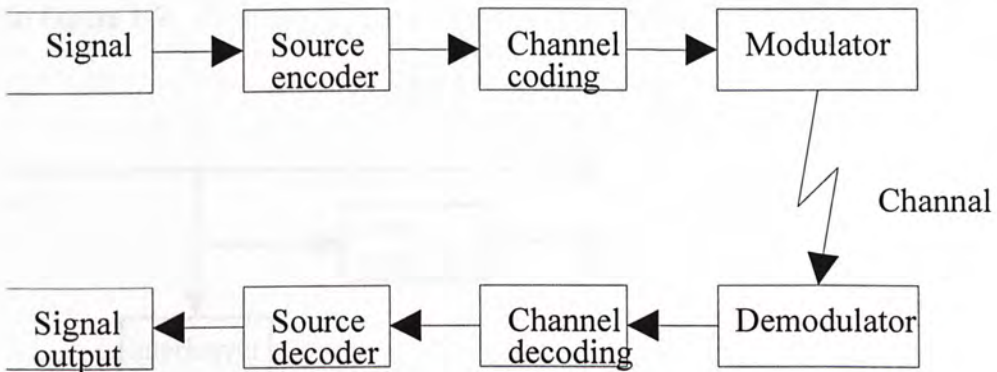 Signal
Source
encoder
Channel
coding
Modulator
Channal
Signal
output
Source
decoder
Channel
decoding
Demodulator